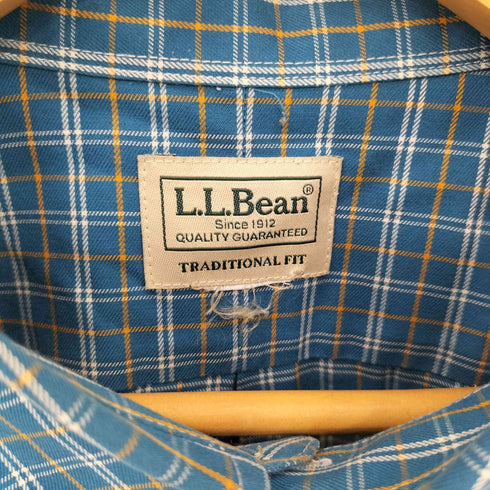 L.L.Bean®
Since 1912
QUALITY GUARANTEED
TRADITIONAL FIT